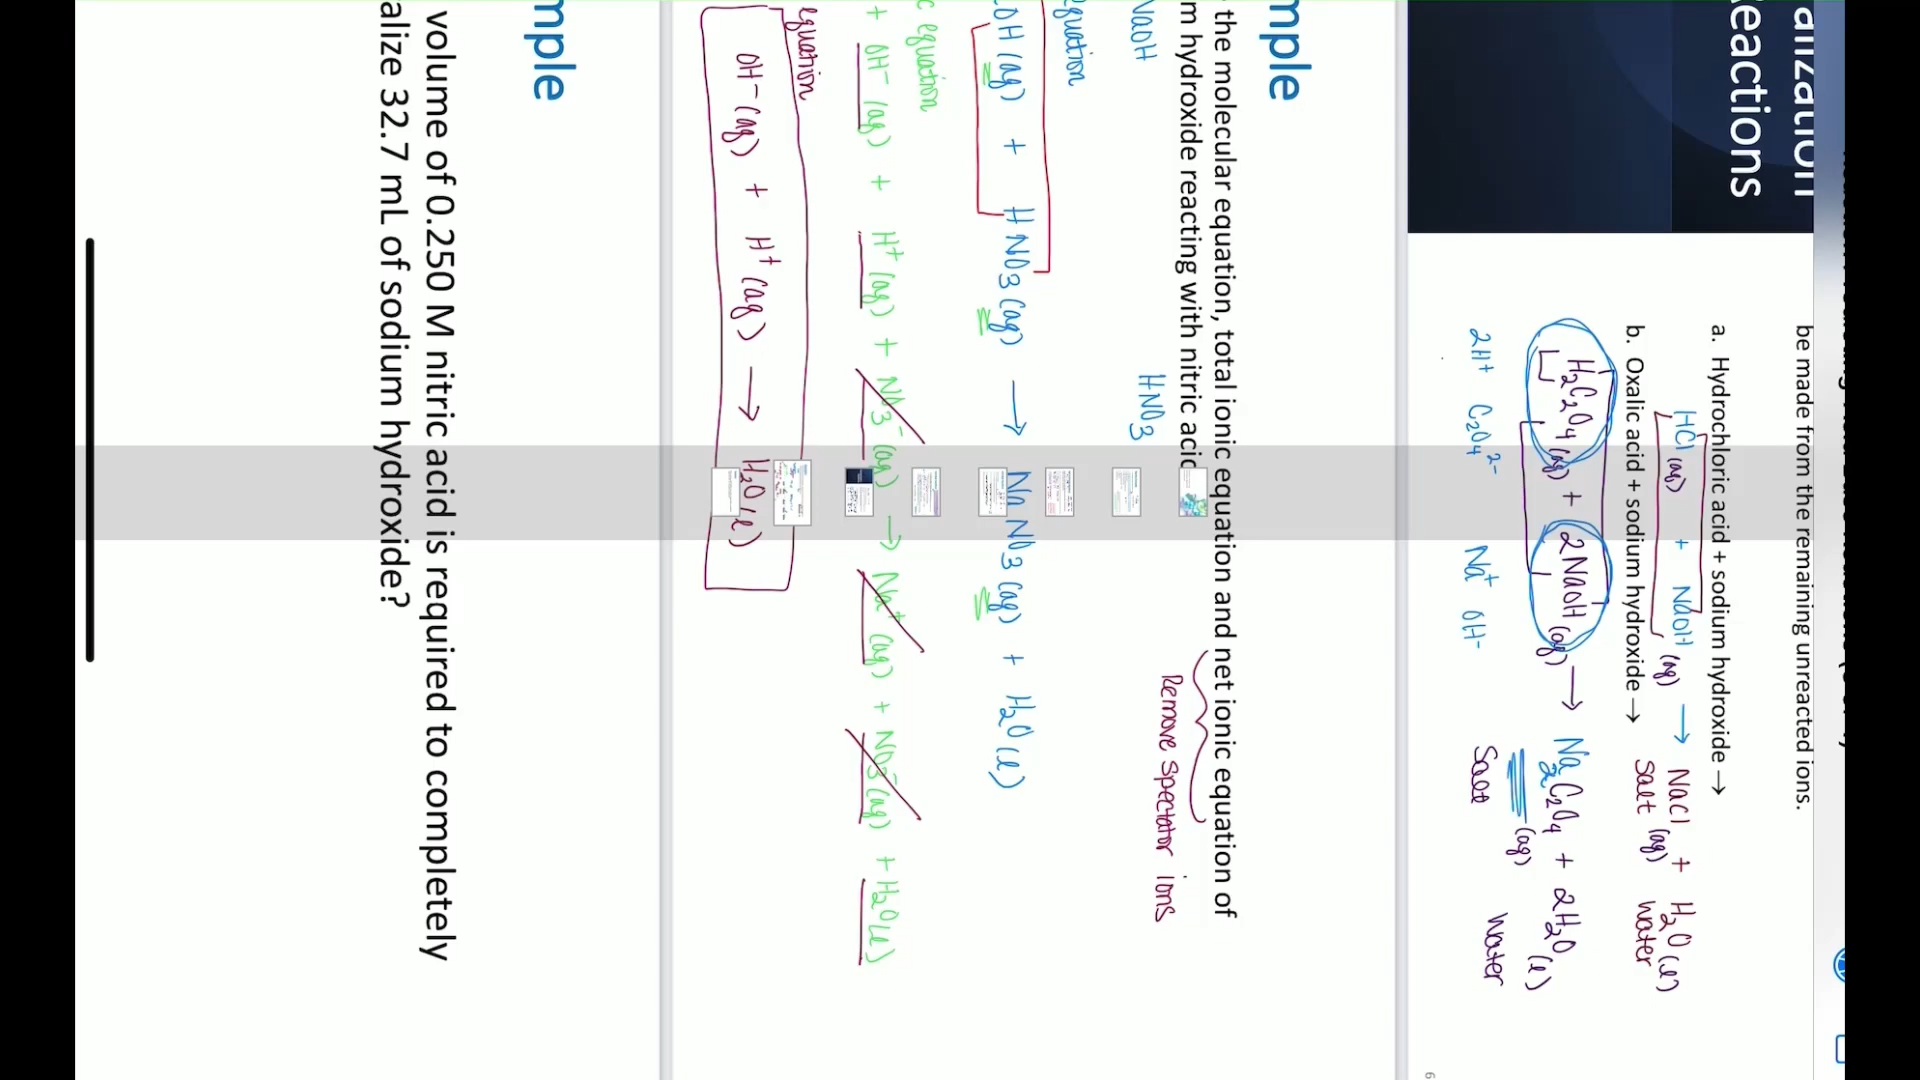 eactions
be made from the remaining unreacted ions.
a. Hydrochloric acid + sodium hydroxide →
HCl (aq) + NaOH (aq) → NaCl (aq) + H₂O (l)
salt water
b. Oxalic acid + sodium hydroxide →
H₂C₂O₄ (aq) + 2NaOH (aq) → Na₂C₂O₄ (aq) + 2H₂O (l)
2H⁺ C₂O₄²⁻ Na⁺ OH⁻ Salt Water
6
mple
the molecular equation, total ionic equation and net ionic equation of
m hydroxide reacting with nitric acid
Remove spectator ions
NaOH HNO₃
equation
OH (aq) + HNO₃ (aq) → NaNO₃ (aq) + H₂O (l)
c equation
+ OH⁻ (aq) + H⁺ (aq) + NO₃⁻ (aq) → Na⁺ (aq) + NO₃⁻ (aq) + H₂O (l)
equation
OH⁻ (aq) + H⁺ (aq) → H₂O (l)
mple
volume of 0.250 M nitric acid is required to completely
alize 32.7 mL of sodium hydroxide?